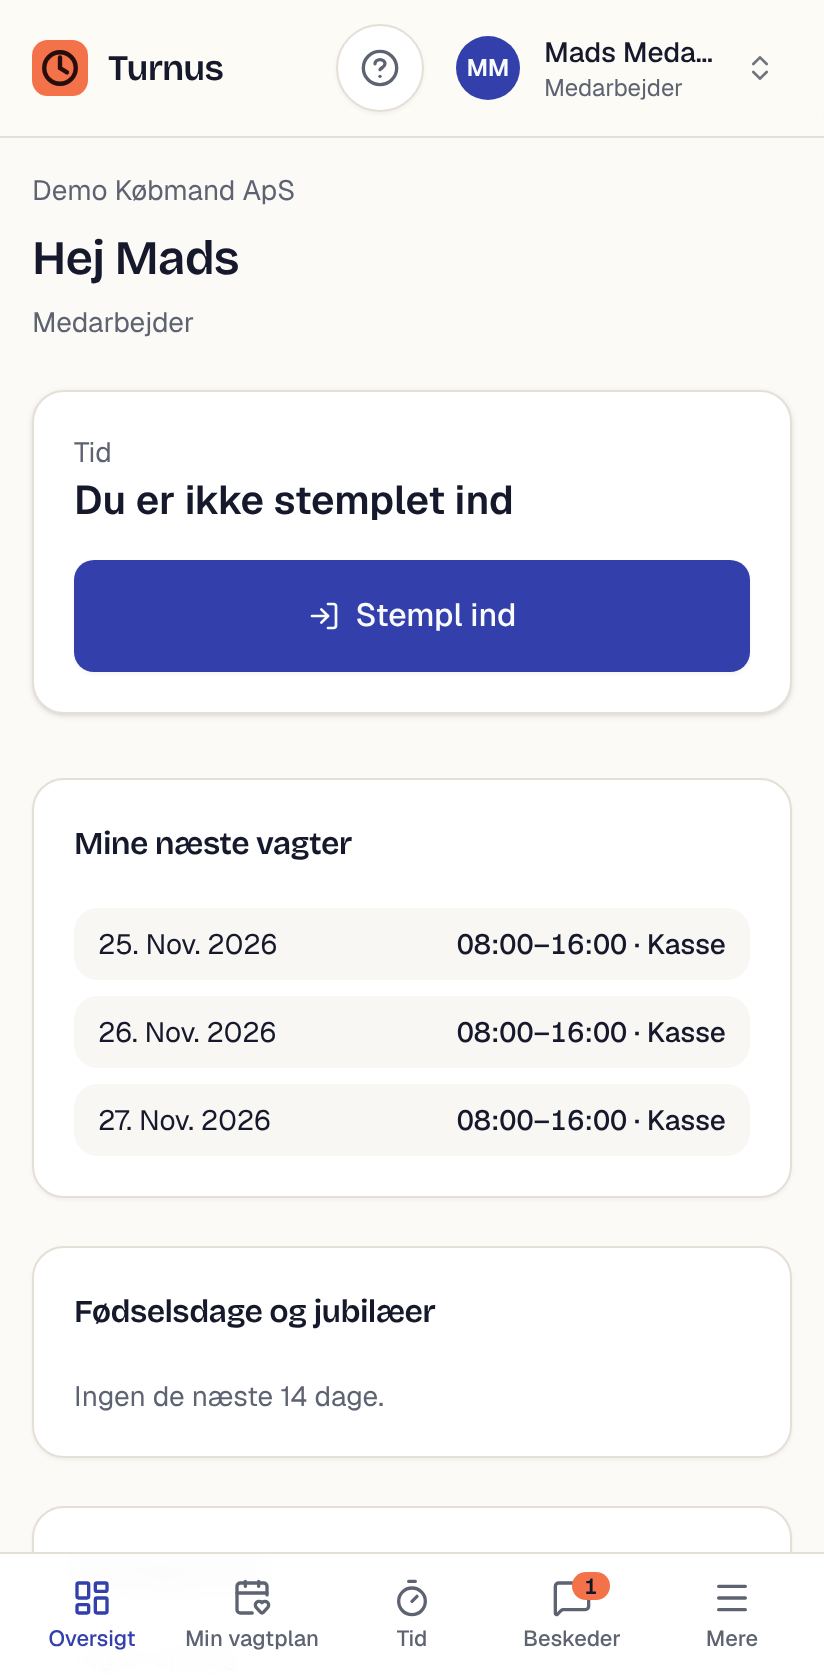 Turnus
MM
Mads Meda...
Medarbejder
Demo Købmand ApS
Hej Mads
Medarbejder
Tid
Du er ikke stemplet ind
Stempl ind
Mine næste vagter
25. Nov. 2026 08:00–16:00 · Kasse
26. Nov. 2026 08:00–16:00 · Kasse
27. Nov. 2026 08:00–16:00 · Kasse
Fødselsdage og jubilæer
Ingen de næste 14 dage.
1
Oversigt Min vagtplan Tid Beskeder Mere